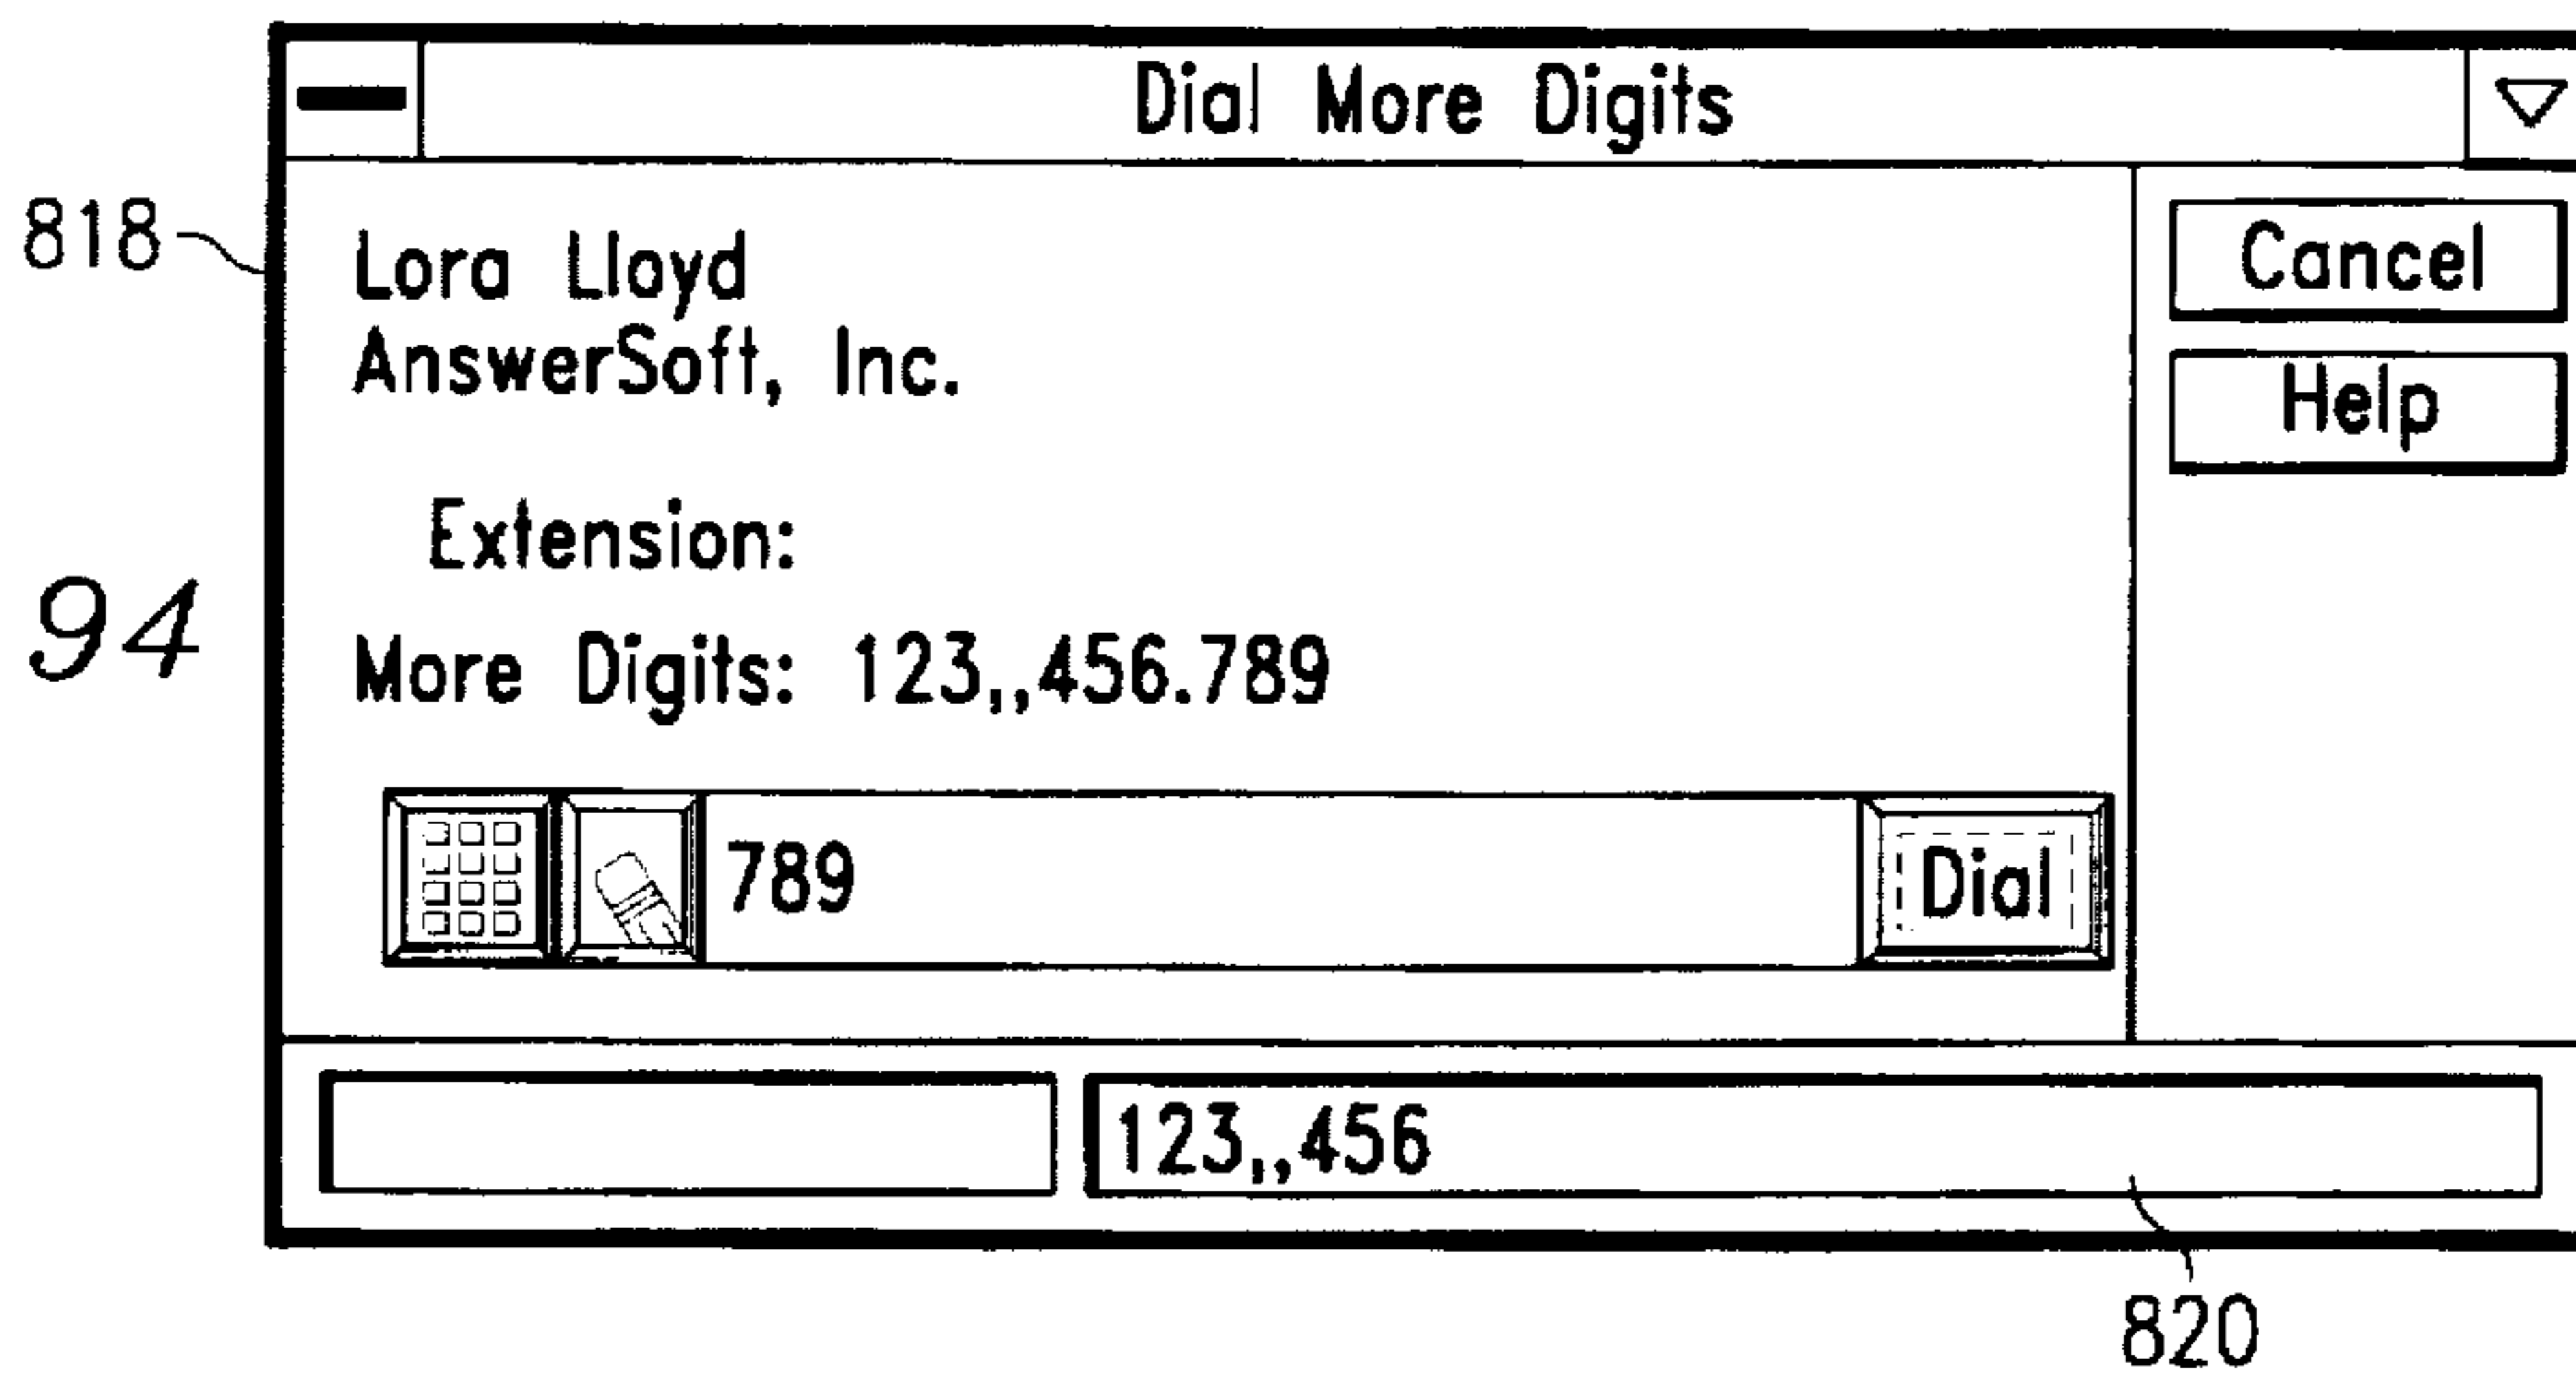 Dial More Digits
818
Lora Lloyd
AnswerSoft, Inc.
Cancel
Help
Extension:
94
More Digits: 123,,456.789
789
Dial
123,,456
820